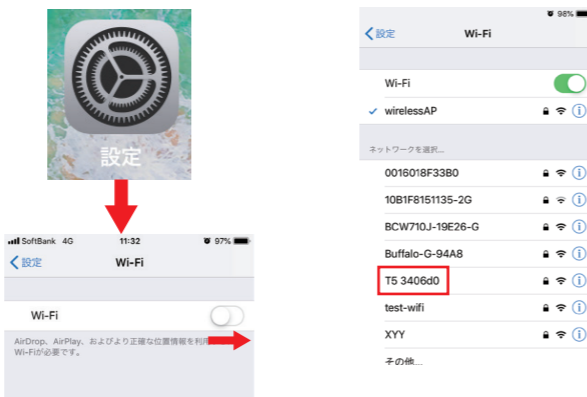 設定
SoftBank 4G 11:32 97%
設定 Wi-Fi
Wi-Fi
AirDrop、AirPlay、およびより正確な位置情報を利用
Wi-Fiが必要です。
98%
設定 Wi-Fi
Wi-Fi
wirelessAP
ネットワークを選択...
0016018F33B0
10B1F8151135-2G
BCW710J-19E26-G
Buffalo-G-94A8
T5 3406d0
test-wifi
XYY
その他...